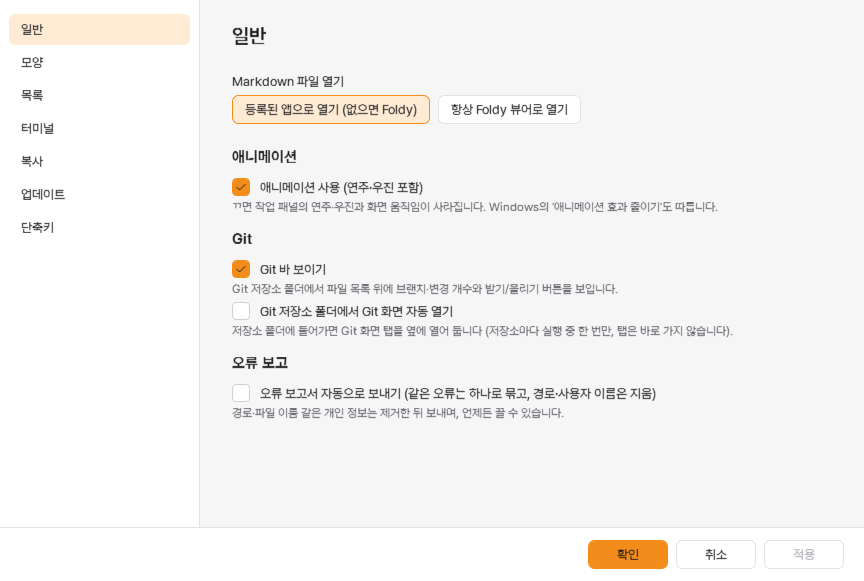 일반
모양
목록
터미널
복사
업데이트
단축키
일반
Markdown 파일 열기
등록된 앱으로 열기 (없으면 Foldy)
항상 Foldy 뷰어로 열기
애니메이션
애니메이션 사용 (연주·우진 포함)
끄면 작업 패널의 연주·우진과 화면 움직임이 사라집니다. Windows의 '애니메이션 효과 줄이기'도 따릅니다.
Git
Git 바 보이기
Git 저장소 폴더에서 파일 목록 위에 브랜치·변경 개수와 받기/올리기 버튼을 보입니다.
Git 저장소 폴더에서 Git 화면 자동 열기
저장소 폴더에 들어가면 Git 화면 탭을 옆에 열어 둡니다 (저장소마다 실행 중 한 번만, 탭은 바로 가지 않습니다).
오류 보고
오류 보고서 자동으로 보내기 (같은 오류는 하나로 묶고, 경로·사용자 이름은 지움)
경로·파일 이름 같은 개인 정보는 제거한 뒤 보내며, 언제든 끌 수 있습니다.
확인
취소
적용